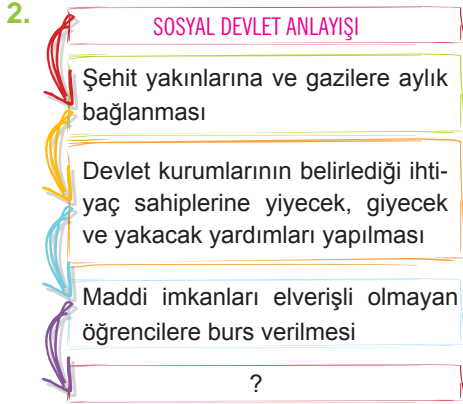 2.
SOSYAL DEVLET ANLAYIŞI
Şehit yakınlarına ve gazilere aylık
bağlanması
Devlet kurumlarının belirlediği ihti-
yaç sahiplerine yiyecek, giyecek
ve yakacak yardımları yapılması
Maddi imkanları elverişli olmayan
öğrencilere burs verilmesi
?